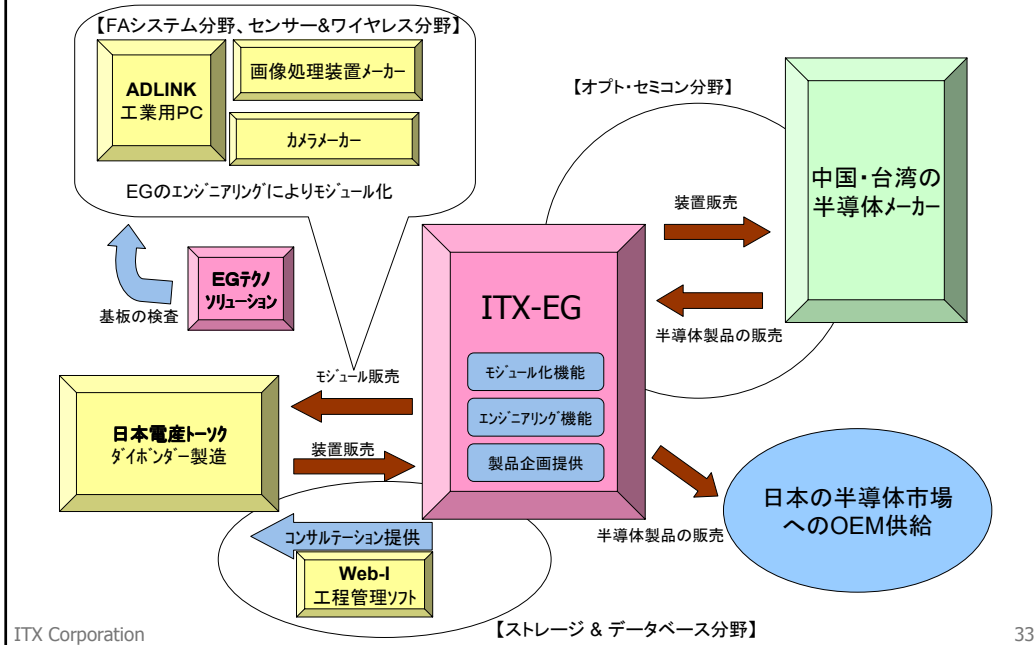 【FAシステム分野、センサー&ワイヤレス分野】
ADLINK
工業用PC
画像処理装置メーカー
ｶﾒﾗﾒｰｶｰ
EGのｴﾝｼﾞﾆｱﾘﾝｸﾞによりﾓｼﾞｭｰﾙ化
基板の検査
EGﾃｸﾉ
ｿﾘｭｰｼｮﾝ
【オプト・セミコン分野】
中国・台湾の
半導体ﾒｰｶｰ
装置販売
半導体製品の販売
ITX-EG
ﾓｼﾞｭｰﾙ化機能
ｴﾝｼﾞﾆｱﾘﾝｸﾞ機能
製品企画提供
ﾓｼﾞｭｰﾙ販売
日本電産ﾄｰｿｸ
ﾀﾞｲﾎﾞﾝﾀﾞｰ製造
装置販売
ｺﾝｻﾙﾃｰｼｮﾝ提供
Web-I
工程管理ｿﾌﾄ
半導体製品の販売
日本の半導体市場
へのOEM供給
【ストレージ & データベース分野】
ITX Corporation
33